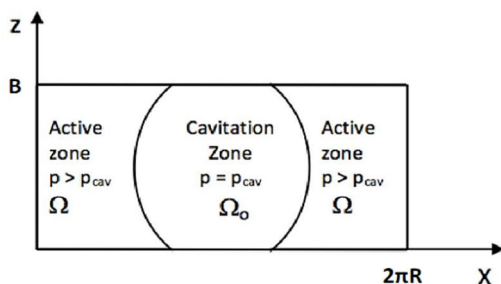 Z
B
Active
zone
p > pcav
Ω
Cavitation
Zone
p = pcav
Ωo
Active
zone
p > pcav
Ω
2πR
X